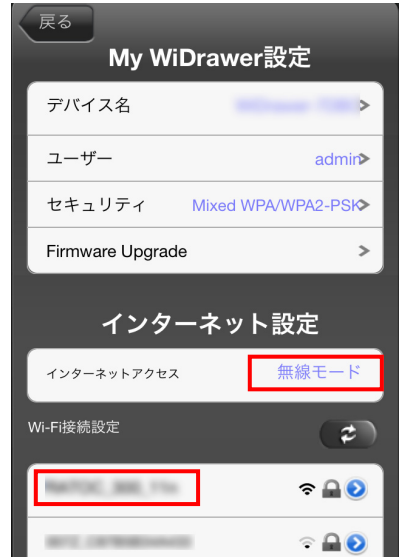 戻る
My WiDrawer設定
デバイス名
ユーザー admin
セキュリティ Mixed WPA/WPA2-PSK
Firmware Upgrade
インターネット設定
インターネットアクセス 無線モード
Wi-Fi接続設定